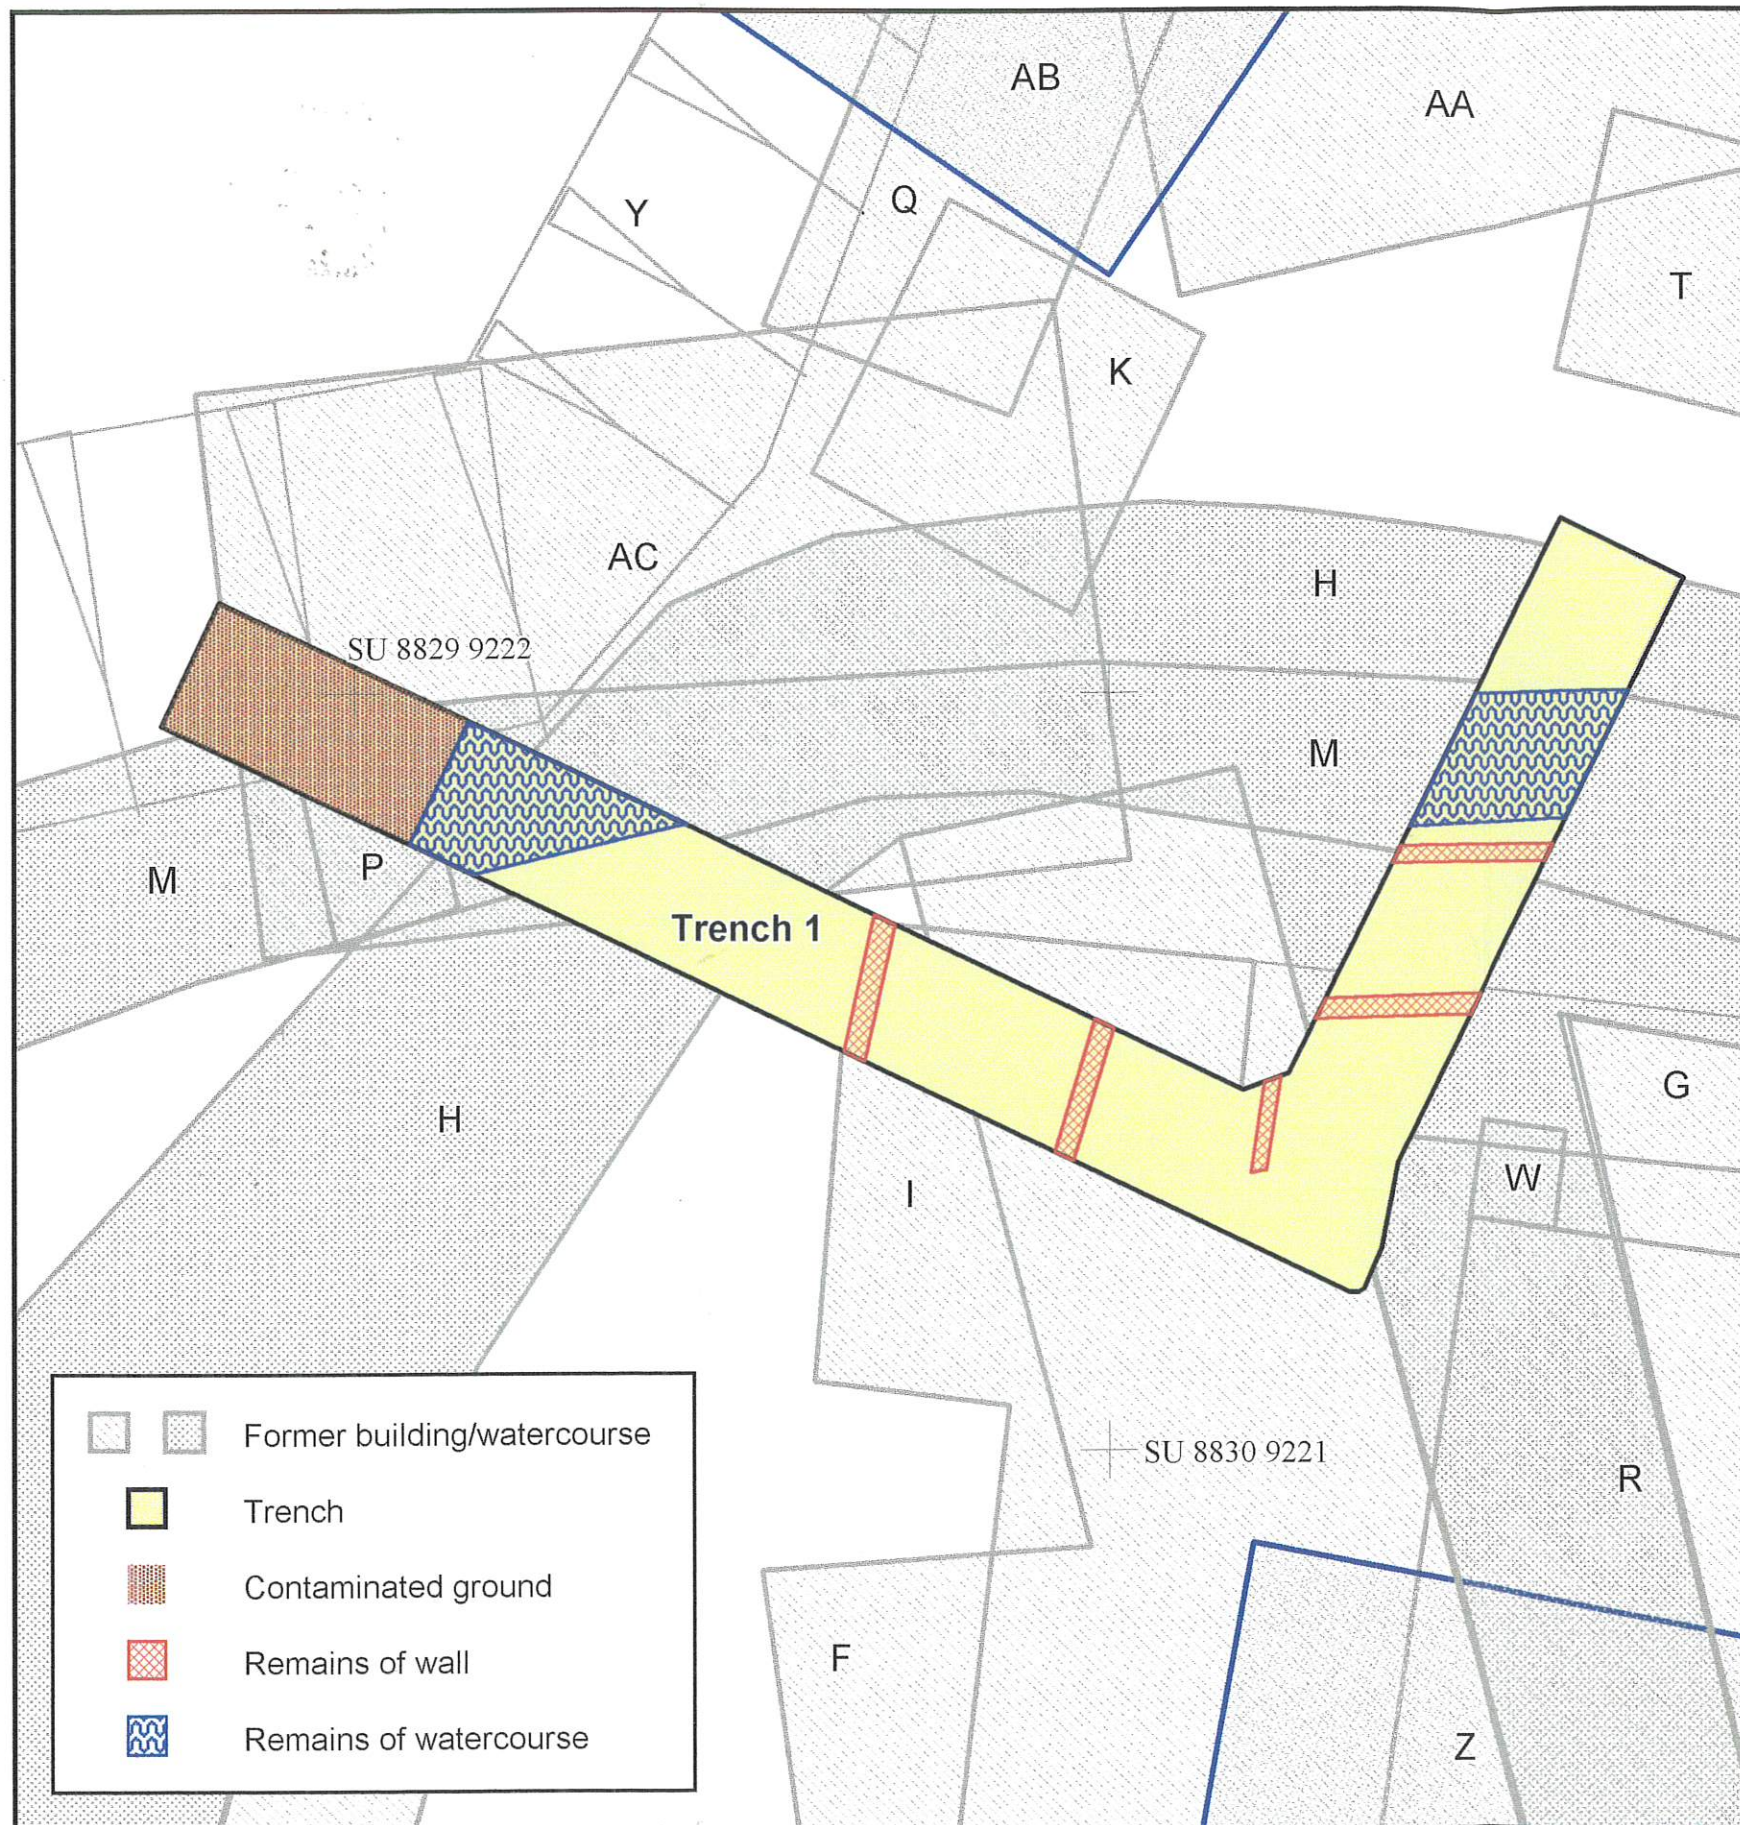 AB
AA
Y
Q
T
K
AC
H
SU 8829 9222
M
M
P
Trench 1
G
H
W
I
SU 8830 9221
R
F
Z
Former building/watercourse
Trench
Contaminated ground
Remains of wall
Remains of watercourse